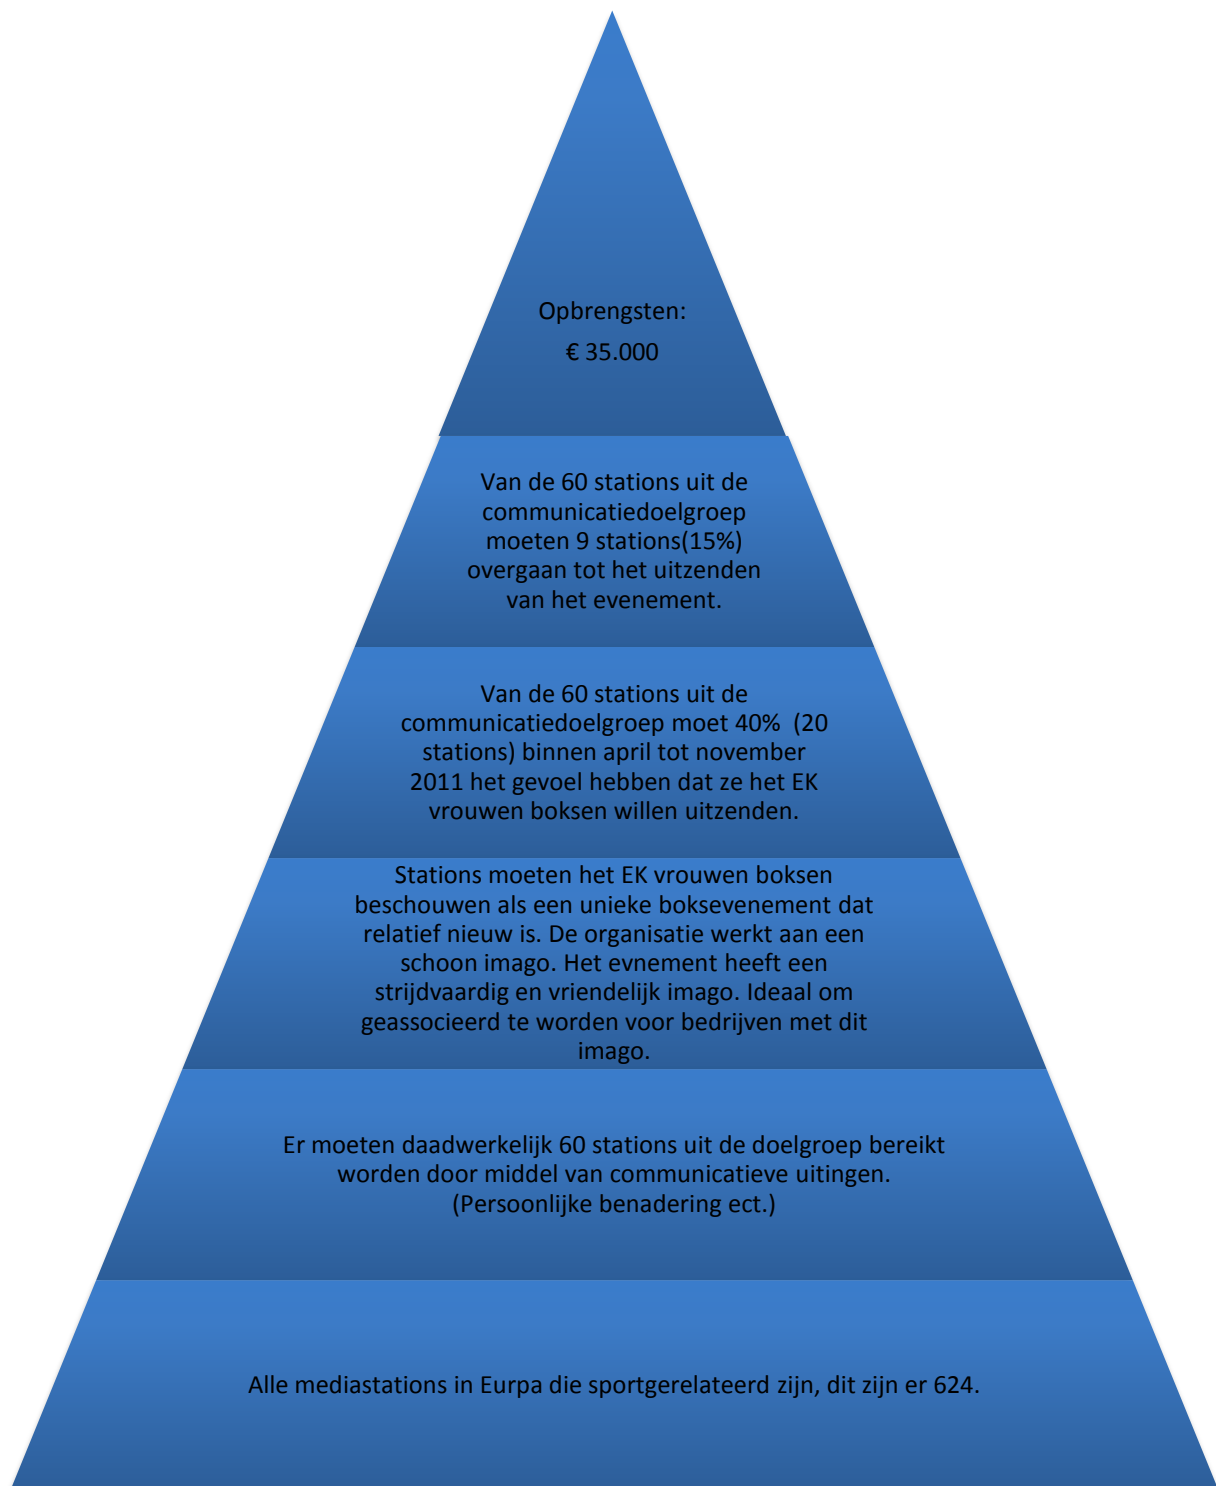 Opbrengsten:
€ 35.000
Van de 60 stations uit de
communicatiedoelgroep
moeten 9 stations(15%)
overgaan tot het uitzenden
van het evenement.
Van de 60 stations uit de
communicatiedoelgroep moet 40%  (20
stations) binnen april tot november
2011 het gevoel hebben dat ze het EK
vrouwen boksen willen uitzenden.
Stations moeten het EK vrouwen boksen
beschouwen als een unieke boksevenement dat
relatief nieuw is. De organisatie werkt aan een
schoon imago. Het evnement heeft een
strijdvaardig en vriendelijk imago. Ideaal om
geassocieerd te worden voor bedrijven met dit
imago.
Er moeten daadwerkelijk 60 stations uit de doelgroep bereikt
worden door middel van communicatieve uitingen.
(Persoonlijke benadering ect.)
Alle mediastations in Eurpa die sportgerelateerd zijn, dit zijn er 624.